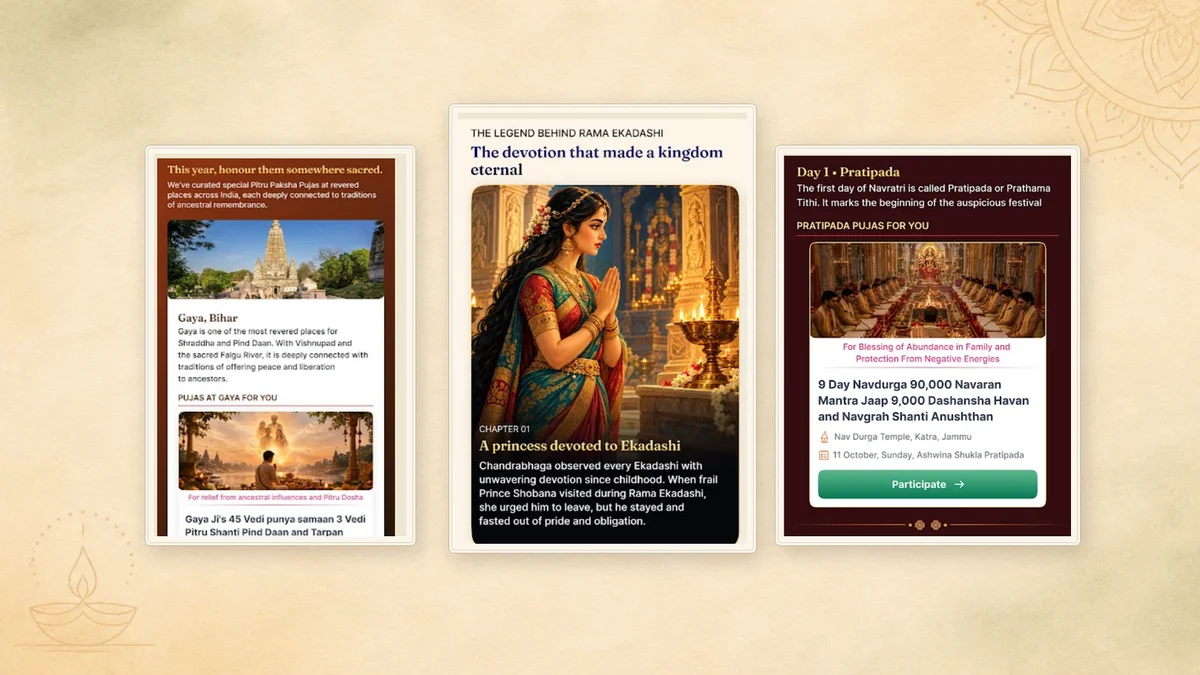 This year, honour them somewhere sacred.
We've curated special Pitru Paksha Pujas at revered
places across India, each deeply connected to traditions
of ancestral remembrance.
Gaya, Bihar
Gaya is one of the most revered places for
Shraddha and Pind Daan. With Vishnupad and
the sacred Falgu River, it is deeply connected with
traditions of offering peace and liberation
to ancestors.
PUJAS AT GAYA FOR YOU
For relief from ancestral influences and Pitru Dosha
Gaya Ji's 45 Vedi punya samaan 3 Vedi
Pitru Shanti Pind Daan and Tarpan
THE LEGEND BEHIND RAMA EKADASHI
The devotion that made a kingdom
eternal
CHAPTER 01
A princess devoted to Ekadashi
Chandrabhaga observed every Ekadashi with
unwavering devotion since childhood. When frail
Prince Shobana visited during Rama Ekadashi,
she urged him to leave, but he stayed and
fasted out of pride and obligation.
Day 1 • Pratipada
The first day of Navratri is called Pratipada or Prathama
Tithi. It marks the beginning of the auspicious festival
PRATIPADA PUJAS FOR YOU
For Blessing of Abundance in Family and
Protection From Negative Energies
9 Day Navdurga 90,000 Navaran
Mantra Jaap 9,000 Dashansha Havan
and Navgrah Shanti Anushthan
Nav Durga Temple, Katra, Jammu
11 October, Sunday, Ashwina Shukla Pratipada
Participate →